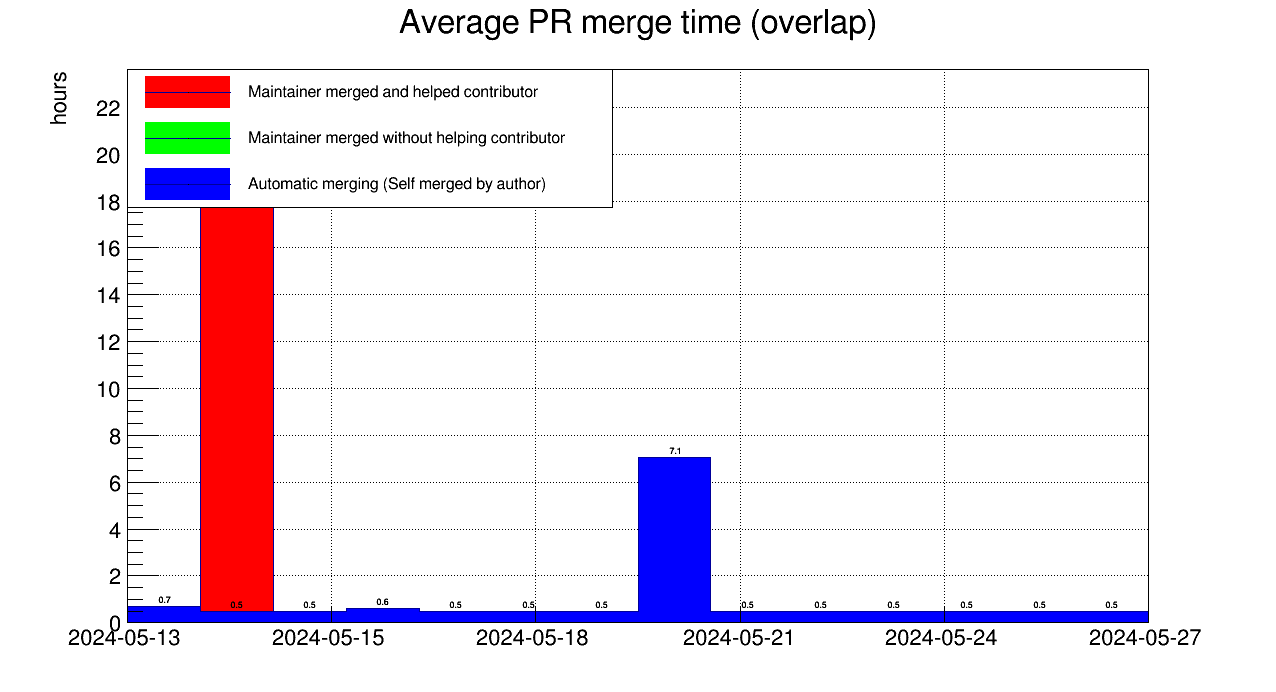 Average PR merge time (overlap)
hours
Maintainer merged and helped contributor
Maintainer merged without helping contributor
Automatic merging (Self merged by author)
22
20
18
16
14
12
10
8
6
4
2
0
7.1
0.7 0.5 0.5 0.6 0.5 0.5 0.5 0.5 0.5 0.5 0.5 0.5 0.5
2024-05-13 2024-05-15 2024-05-18 2024-05-21 2024-05-24 2024-05-27